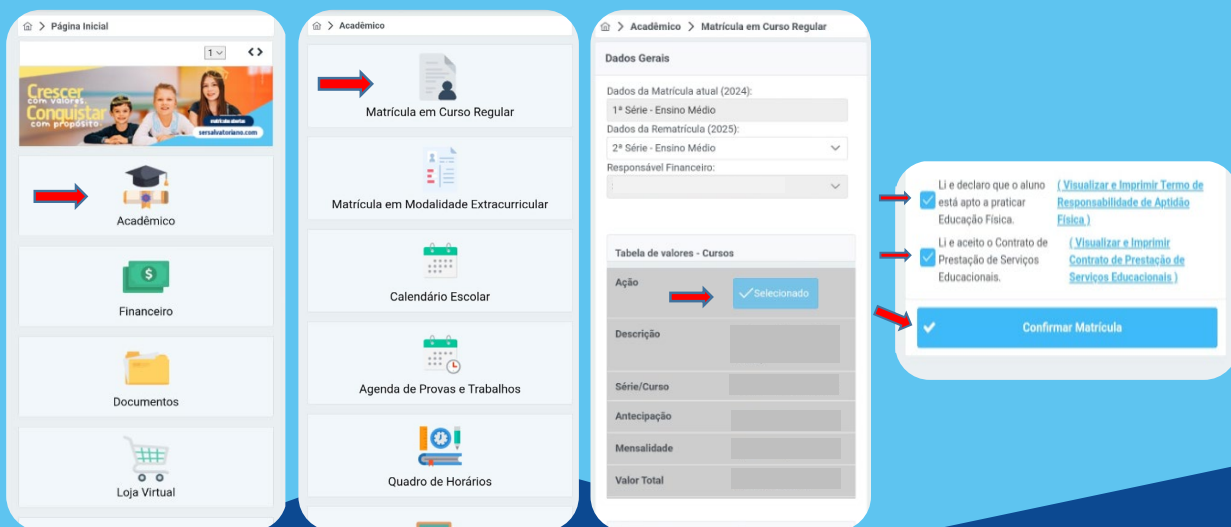 Página Inicial
1
Crescer
com valores.
Conquistar
com propósito.
matrículas abertas
sersalvatoriano.com
Acadêmico
Financeiro
Documentos
Loja Virtual
Acadêmico
Matrícula em Curso Regular
Matrícula em Modalidade Extracurricular
Calendário Escolar
Agenda de Provas e Trabalhos
Quadro de Horários
Acadêmico > Matrícula em Curso Regular
Dados Gerais
Dados da Matrícula atual (2024):
1ª Série - Ensino Médio
Dados da Rematrícula (2025):
2ª Série - Ensino Médio
Responsável Financeiro:
Tabela de valores - Cursos
Ação
Selecionado
Descrição
Série/Curso
Antecipação
Mensalidade
Valor Total
Li e declaro que o aluno
está apto a praticar
Educação Física.
( Visualizar e Imprimir Termo de
Responsabilidade de Aptidão
Física )
Li e aceito o Contrato de
Prestação de Serviços
Educacionais.
( Visualizar e Imprimir
Contrato de Prestação de
Serviços Educacionais )
Confirmar Matrícula